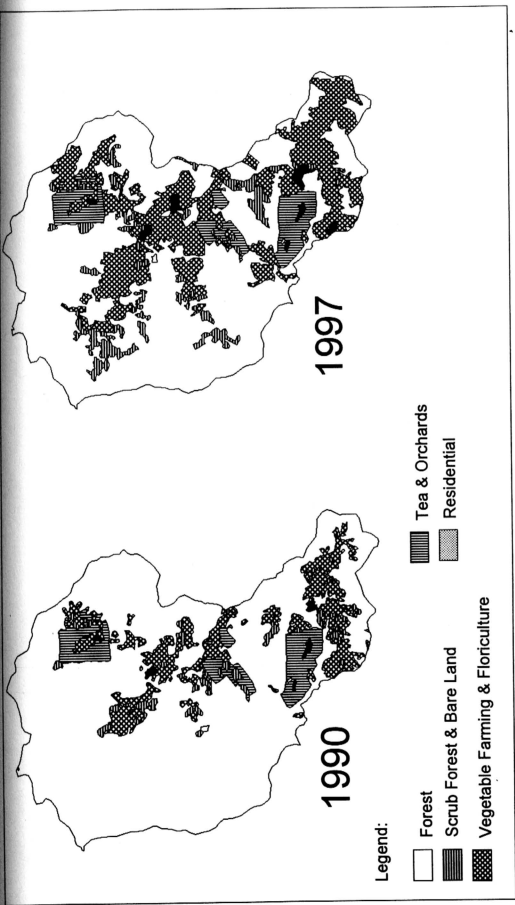 1990
1997
Legend:
Forest
Scrub Forest & Bare Land
Vegetable Farming & Floriculture
Tea & Orchards
Residential